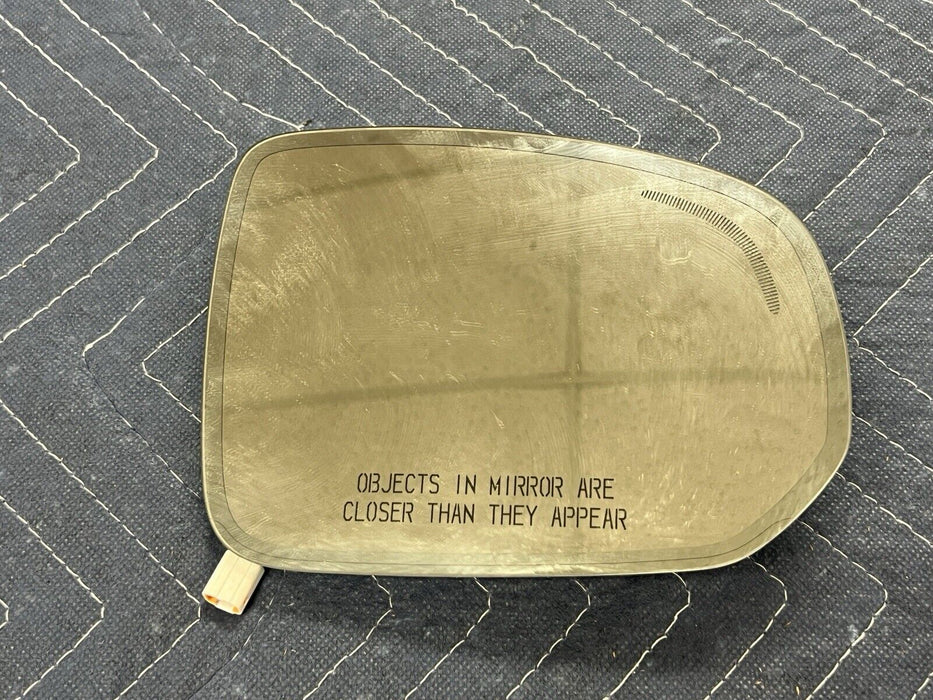 OBJECTS IN MIRROR ARE
CLOSER THAN THEY APPEAR